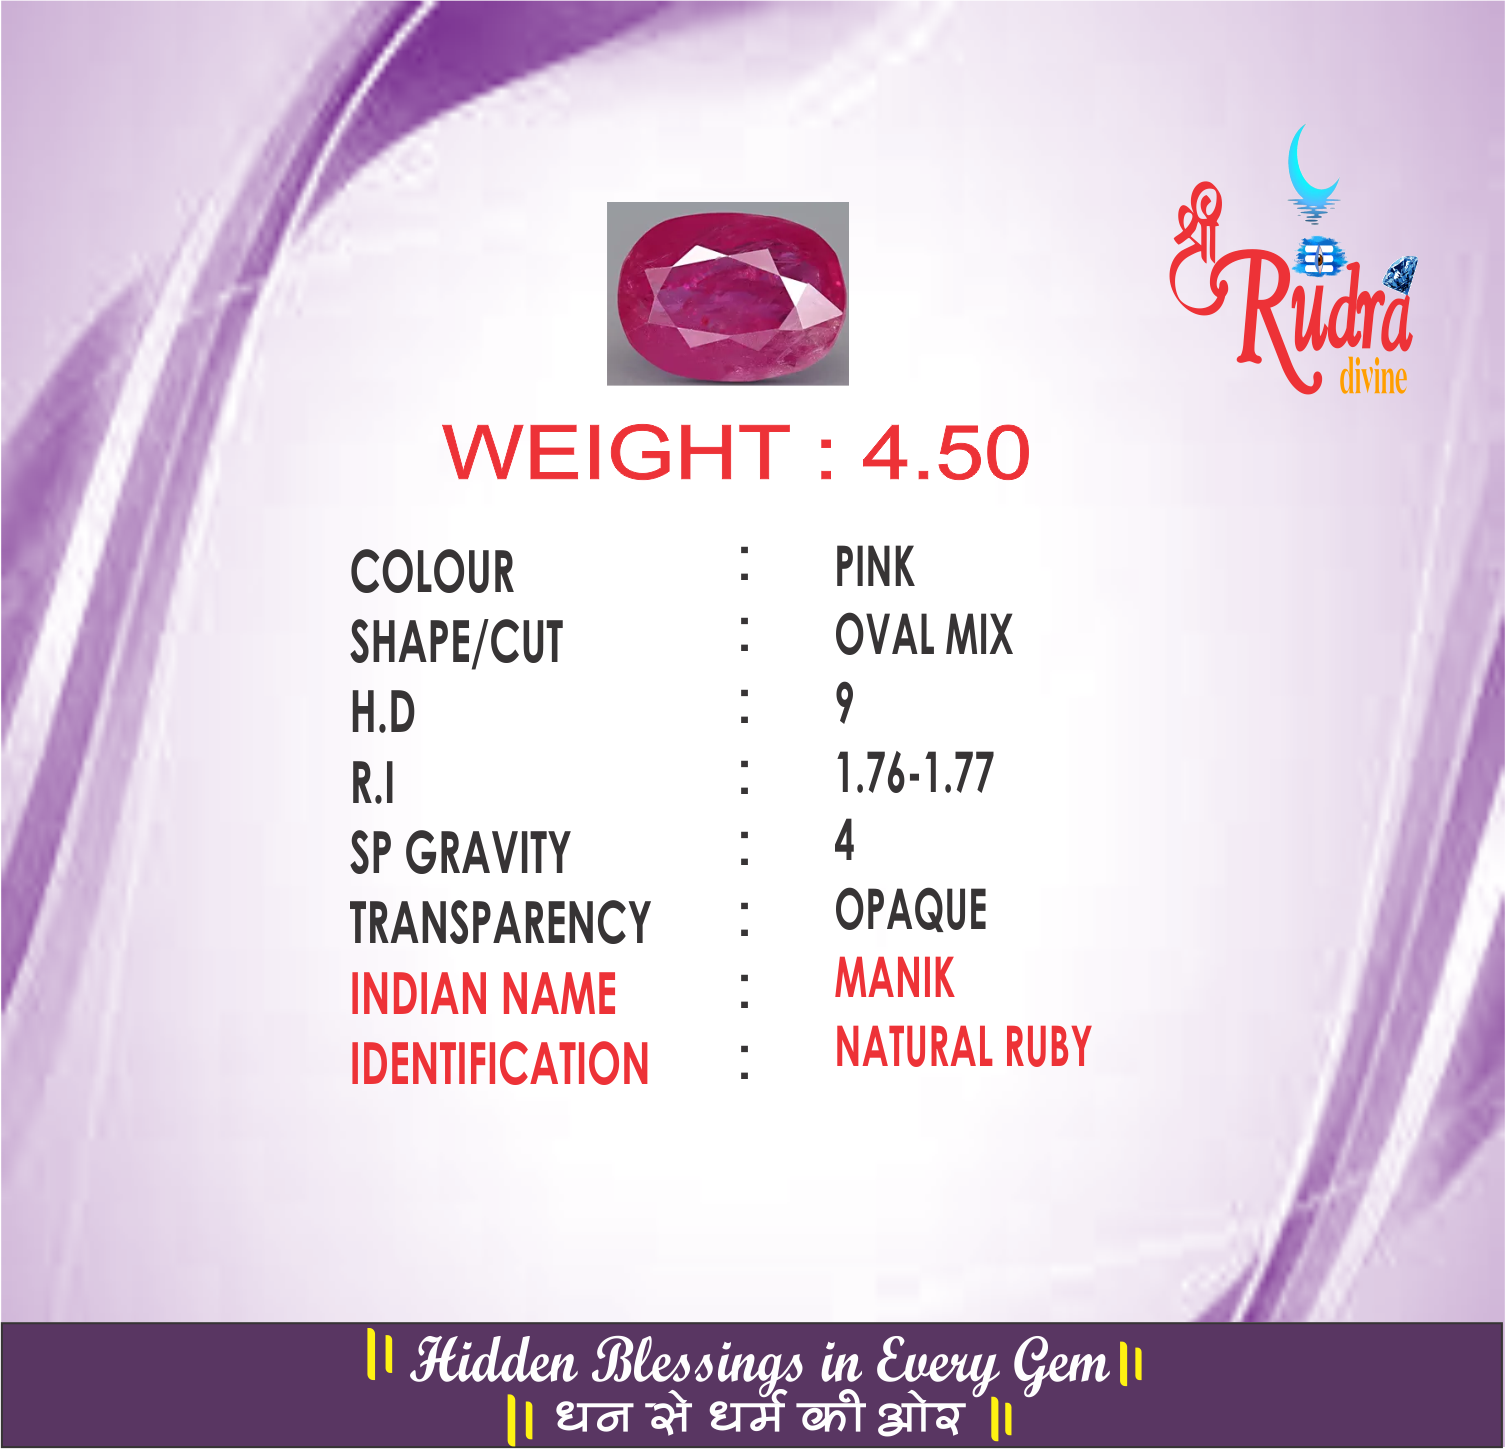 श्री
Rudra
divine
WEIGHT : 4.50
COLOUR : PINK
SHAPE/CUT : OVAL MIX
H.D : 9
R.I : 1.76-1.77
SP GRAVITY : 4
TRANSPARENCY : OPAQUE
INDIAN NAME : MANIK
IDENTIFICATION : NATURAL RUBY
|| Hidden Blessings in Every Gem ||
|| धन से धर्म की ओर ||